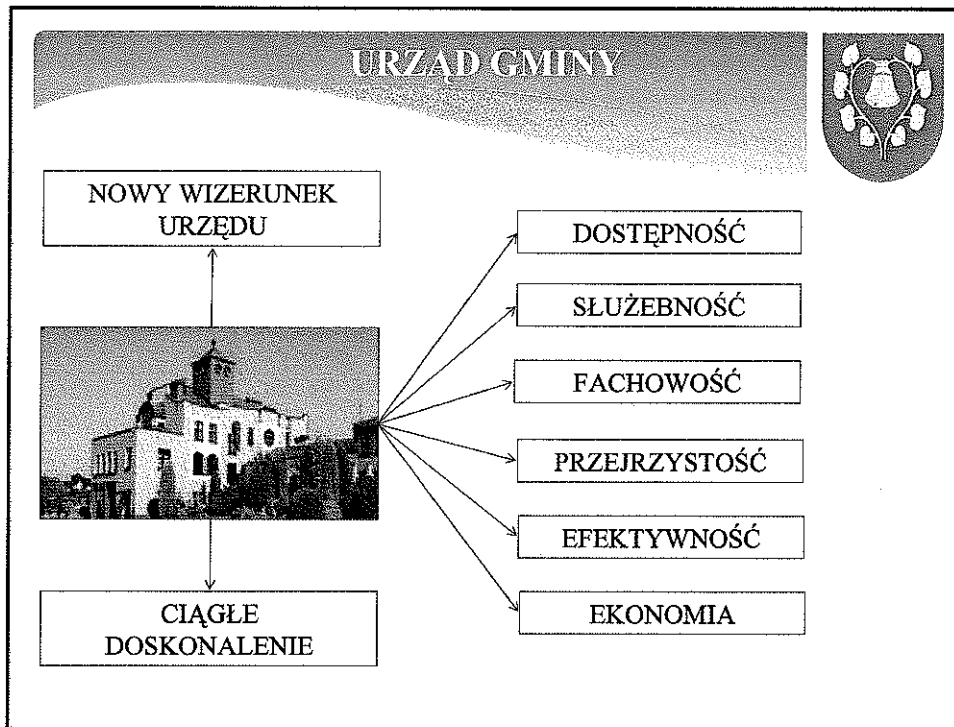 URZĄD GMINY
NOWY WIZERUNEK
URZĘDU
CIĄGŁE
DOSKONALENIE
DOSTĘPNOŚĆ
SŁUŻEBNOŚĆ
FACHOWOŚĆ
PRZEJRZYSTOŚĆ
EFEKTYWNOŚĆ
EKONOMIA